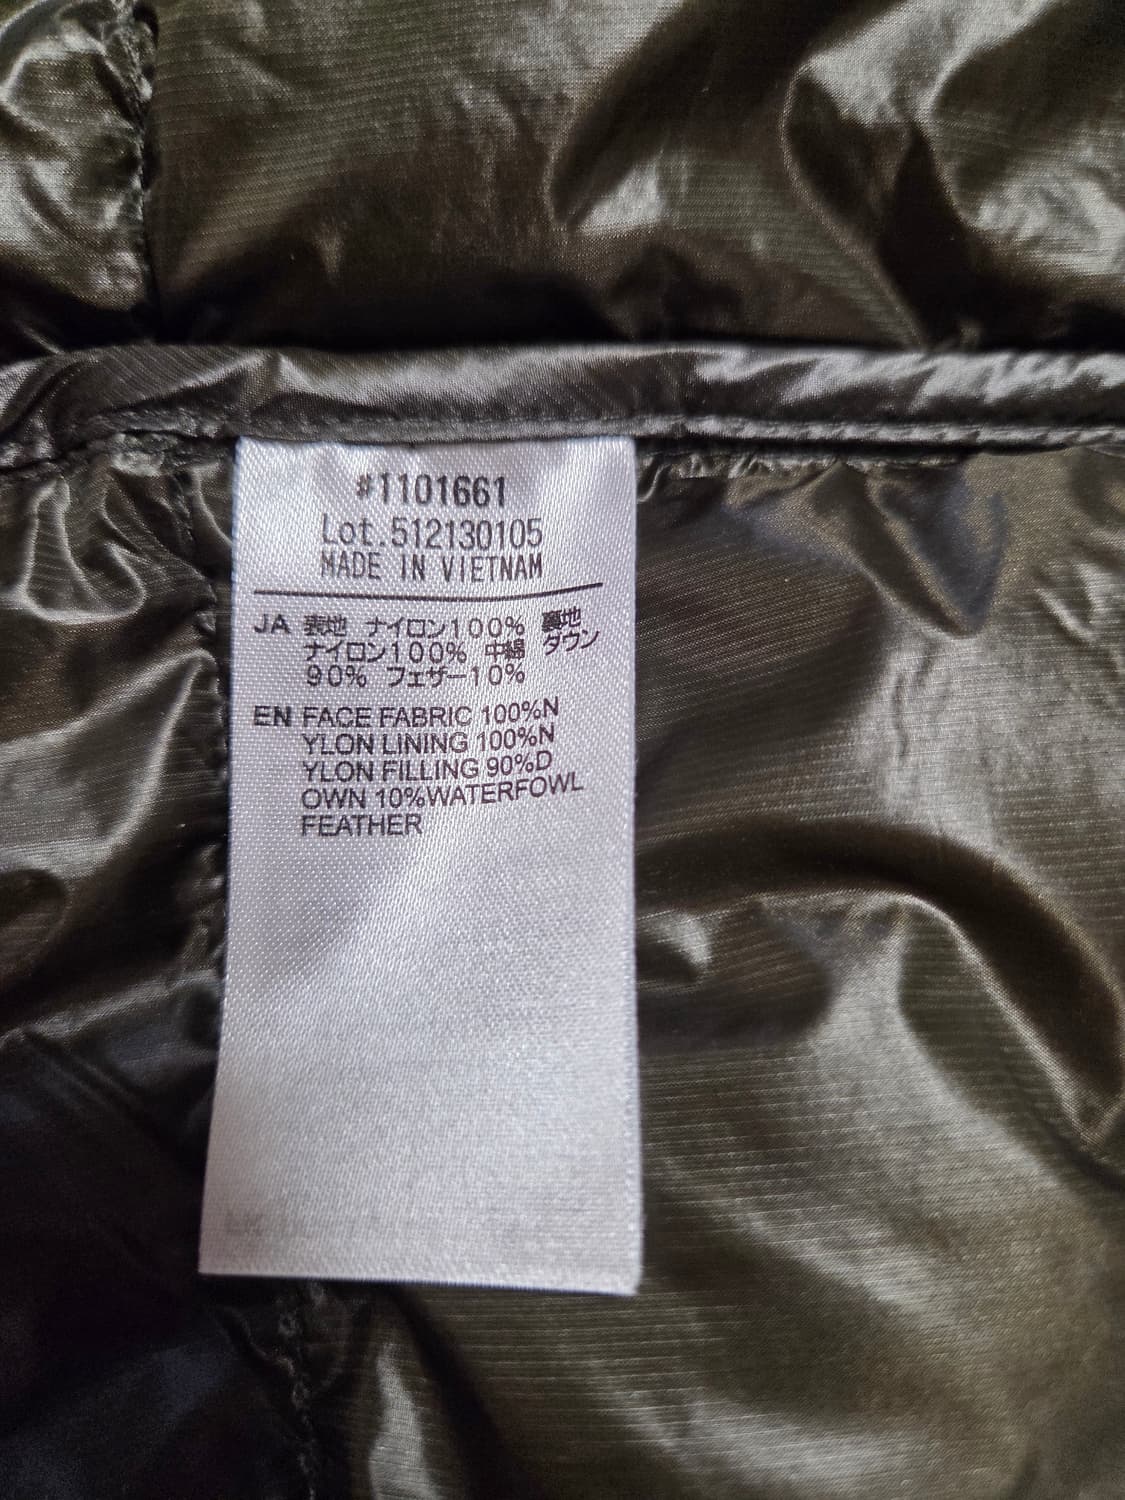 #1101661
Lot.512130105
MADE IN VIETNAM
JA 表地 ナイロン100% 裏地
ナイロン100% 中綿 ダウン
90% フェザー10%
EN FACE FABRIC 100%N
YLON LINING 100%N
YLON FILLING 90%D
OWN 10%WATERFOWL
FEATHER